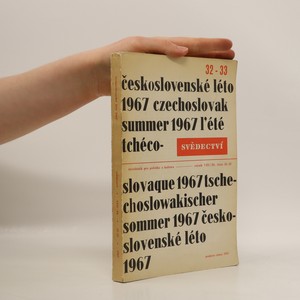 32-33
československé léto
1967 czechoslovak
summer 1967 l'été
tchéco-
SVĚDECTVÍ
slovaque 1967 tsche-
choslowakischer
sommer 1967 česko-
slovenské léto
1967